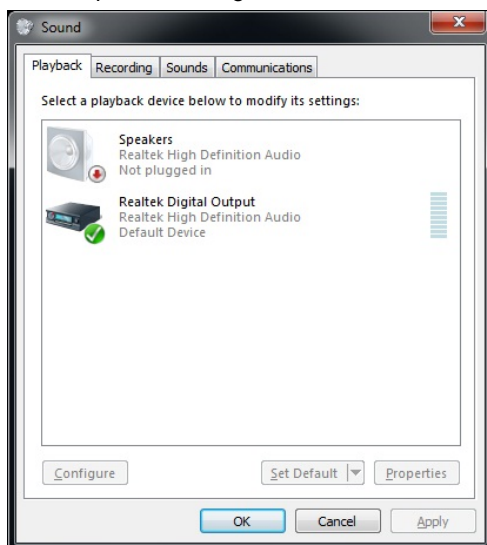 Sound
Playback Recording Sounds Communications
Select a playback device below to modify its settings:
Speakers
Realtek High Definition Audio
Not plugged in
Realtek Digital Output
Realtek High Definition Audio
Default Device
Configure Set Default Properties
OK Cancel Apply